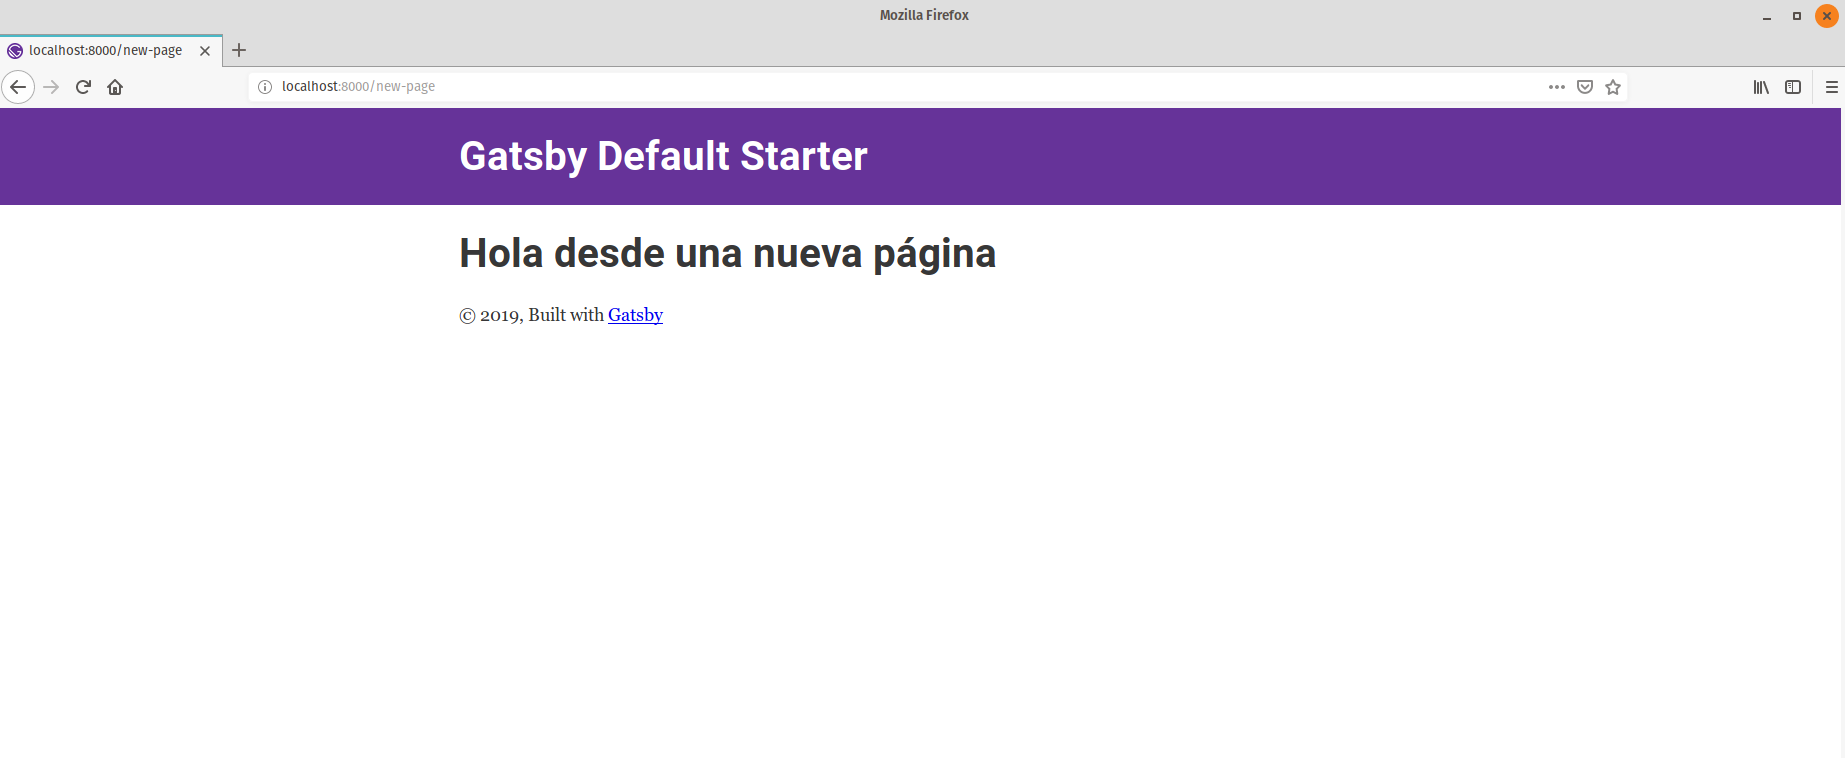 Mozilla Firefox
localhost:8000/new-page
localhost:8000/new-page
Gatsby Default Starter
Hola desde una nueva página
© 2019, Built with Gatsby